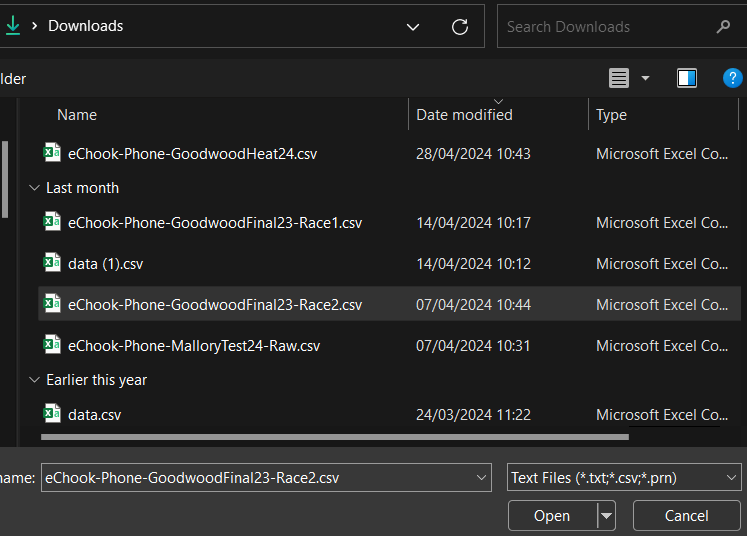 Downloads
Search Downloads
lder
?
Name Date modified Type
eChook-Phone-GoodwoodHeat24.csv 28/04/2024 10:43 Microsoft Excel Co...
Last month
eChook-Phone-GoodwoodFinal23-Race1.csv 14/04/2024 10:17 Microsoft Excel Co...
data (1).csv 14/04/2024 10:12 Microsoft Excel Co...
eChook-Phone-GoodwoodFinal23-Race2.csv 07/04/2024 10:44 Microsoft Excel Co...
eChook-Phone-MalloryTest24-Raw.csv 07/04/2024 10:31 Microsoft Excel Co...
Earlier this year
data.csv 24/03/2024 11:22 Microsoft Excel Co...
name: eChook-Phone-GoodwoodFinal23-Race2.csv Text Files (*.txt;*.csv;*.prn)
Open Cancel